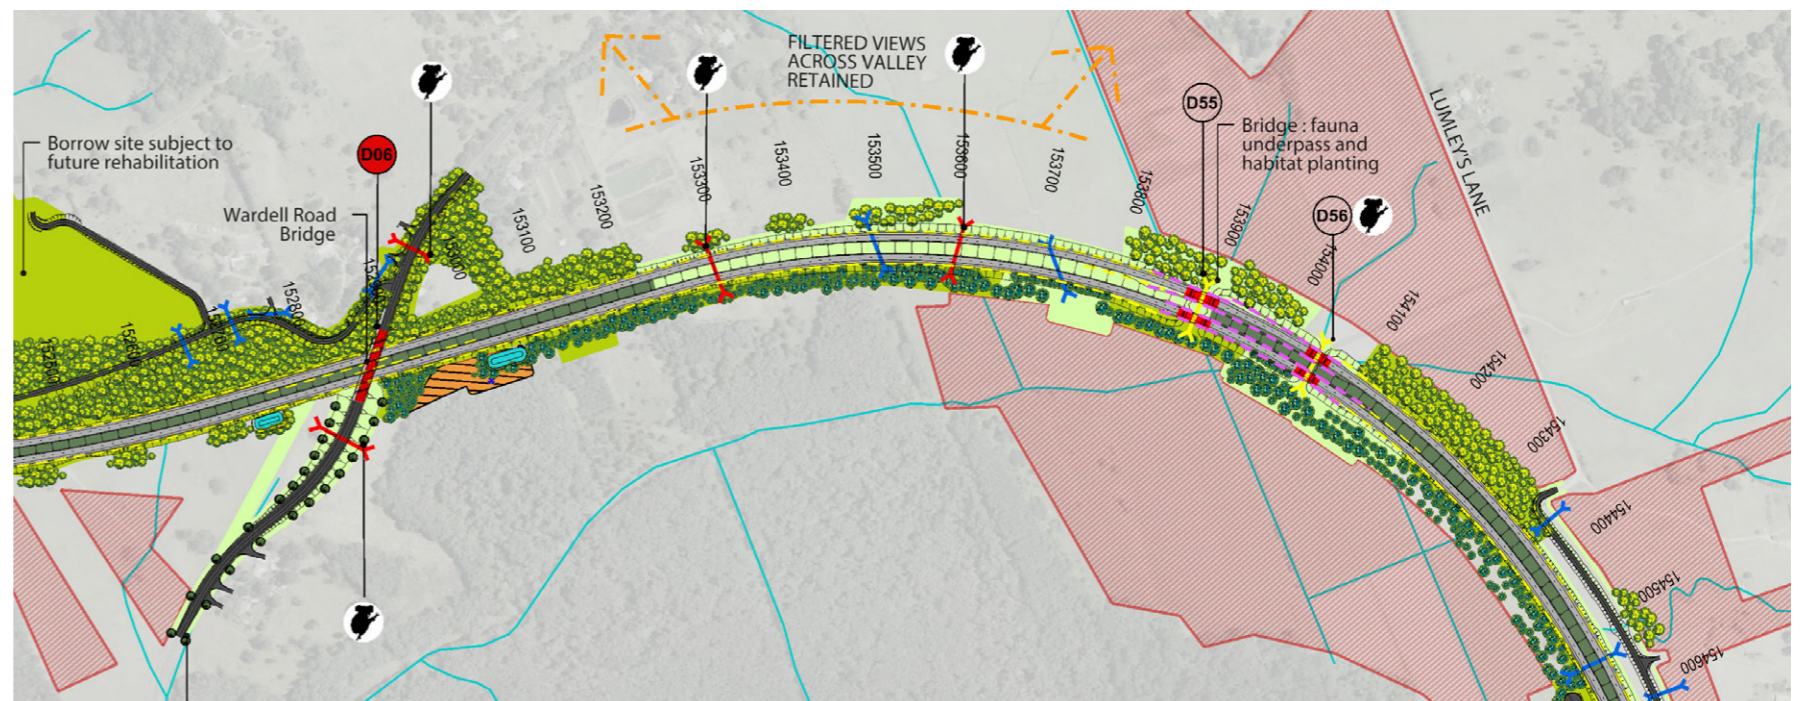 FILTERED VIEWS
ACROSS VALLEY
RETAINED
D55
LUMLEY'S LANE
Borrow site subject to
future rehabilitation
D06
Bridge : fauna
underpass and
habitat planting
Wardell Road
Bridge
D56
152600
153000
153100
153200
153300
153400
153500
153600
153700
153800
153900
154000
154100
154200
154300
154400
154500
154600